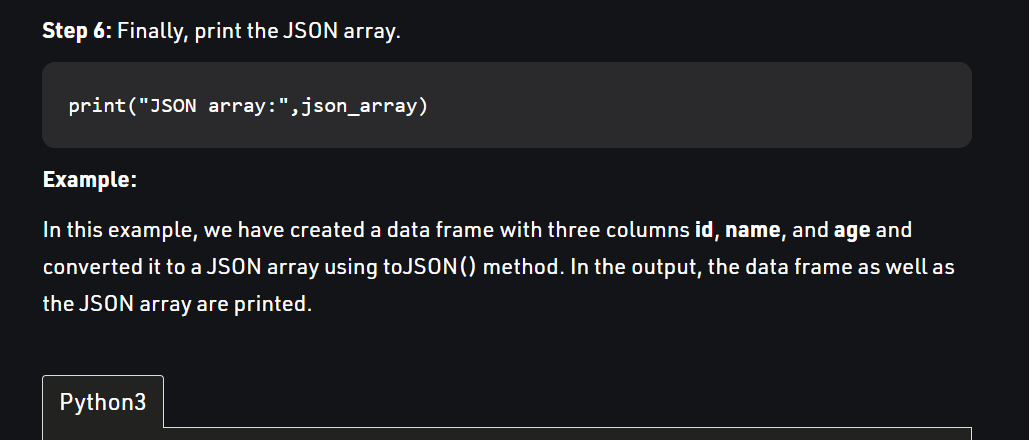 Step 6: Finally, print the JSON array.
print("JSON array:",json_array)
Example:
In this example, we have created a data frame with three columns id, name, and age and
converted it to a JSON array using toJSON() method. In the output, the data frame as well as
the JSON array are printed.
Python3